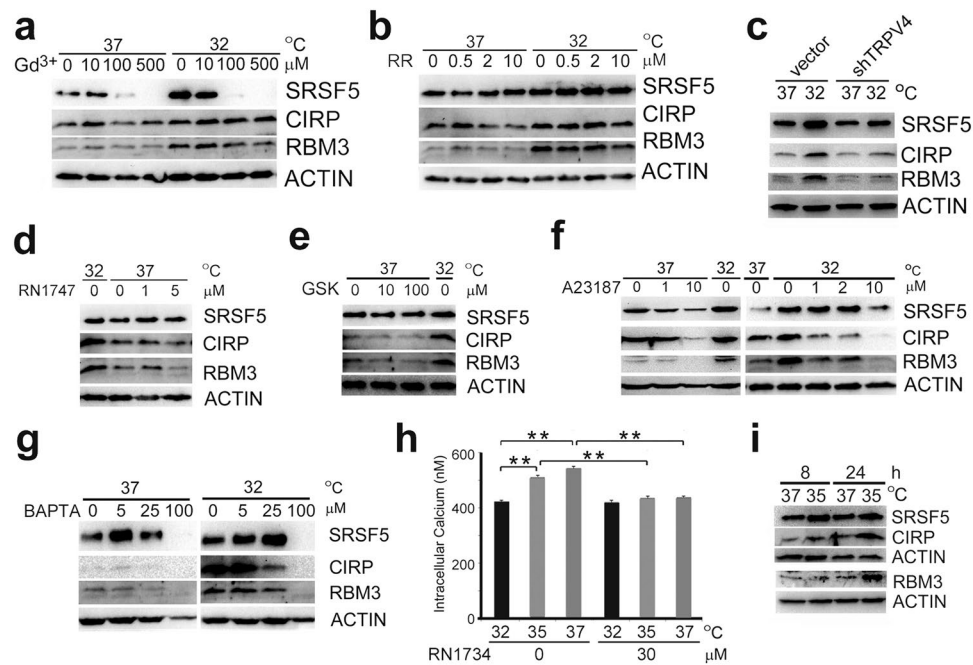 a
37 32 °C
Gd3+ 0 10 100 500 0 10 100 500 μM
SRSF5
CIRP
RBM3
ACTIN
b
37 32 °C
RR 0 0.5 2 10 0 0.5 2 10 μM
SRSF5
CIRP
RBM3
ACTIN
c
vector shTRPV4
37 32 37 32 °C
SRSF5
CIRP
RBM3
ACTIN
d
32 37 °C
RN1747 0 0 1 5 μM
SRSF5
CIRP
RBM3
ACTIN
e
37 32 °C
GSK 0 10 100 0 μM
SRSF5
CIRP
RBM3
ACTIN
f
37 32 37 32 °C
A23187 0 1 10 0 0 0 1 2 10 μM
SRSF5
CIRP
RBM3
ACTIN
g
37 32 °C
BAPTA 0 5 25 100 0 5 25 100 μM
SRSF5
CIRP
RBM3
ACTIN
h
** **
** **
Intracellular Calcium (nM)
600
400
200
0
32 35 37 32 35 37 °C
RN1734 0 30 μM
i
8 24 h
37 35 37 35 °C
SRSF5
CIRP
ACTIN
RBM3
ACTIN